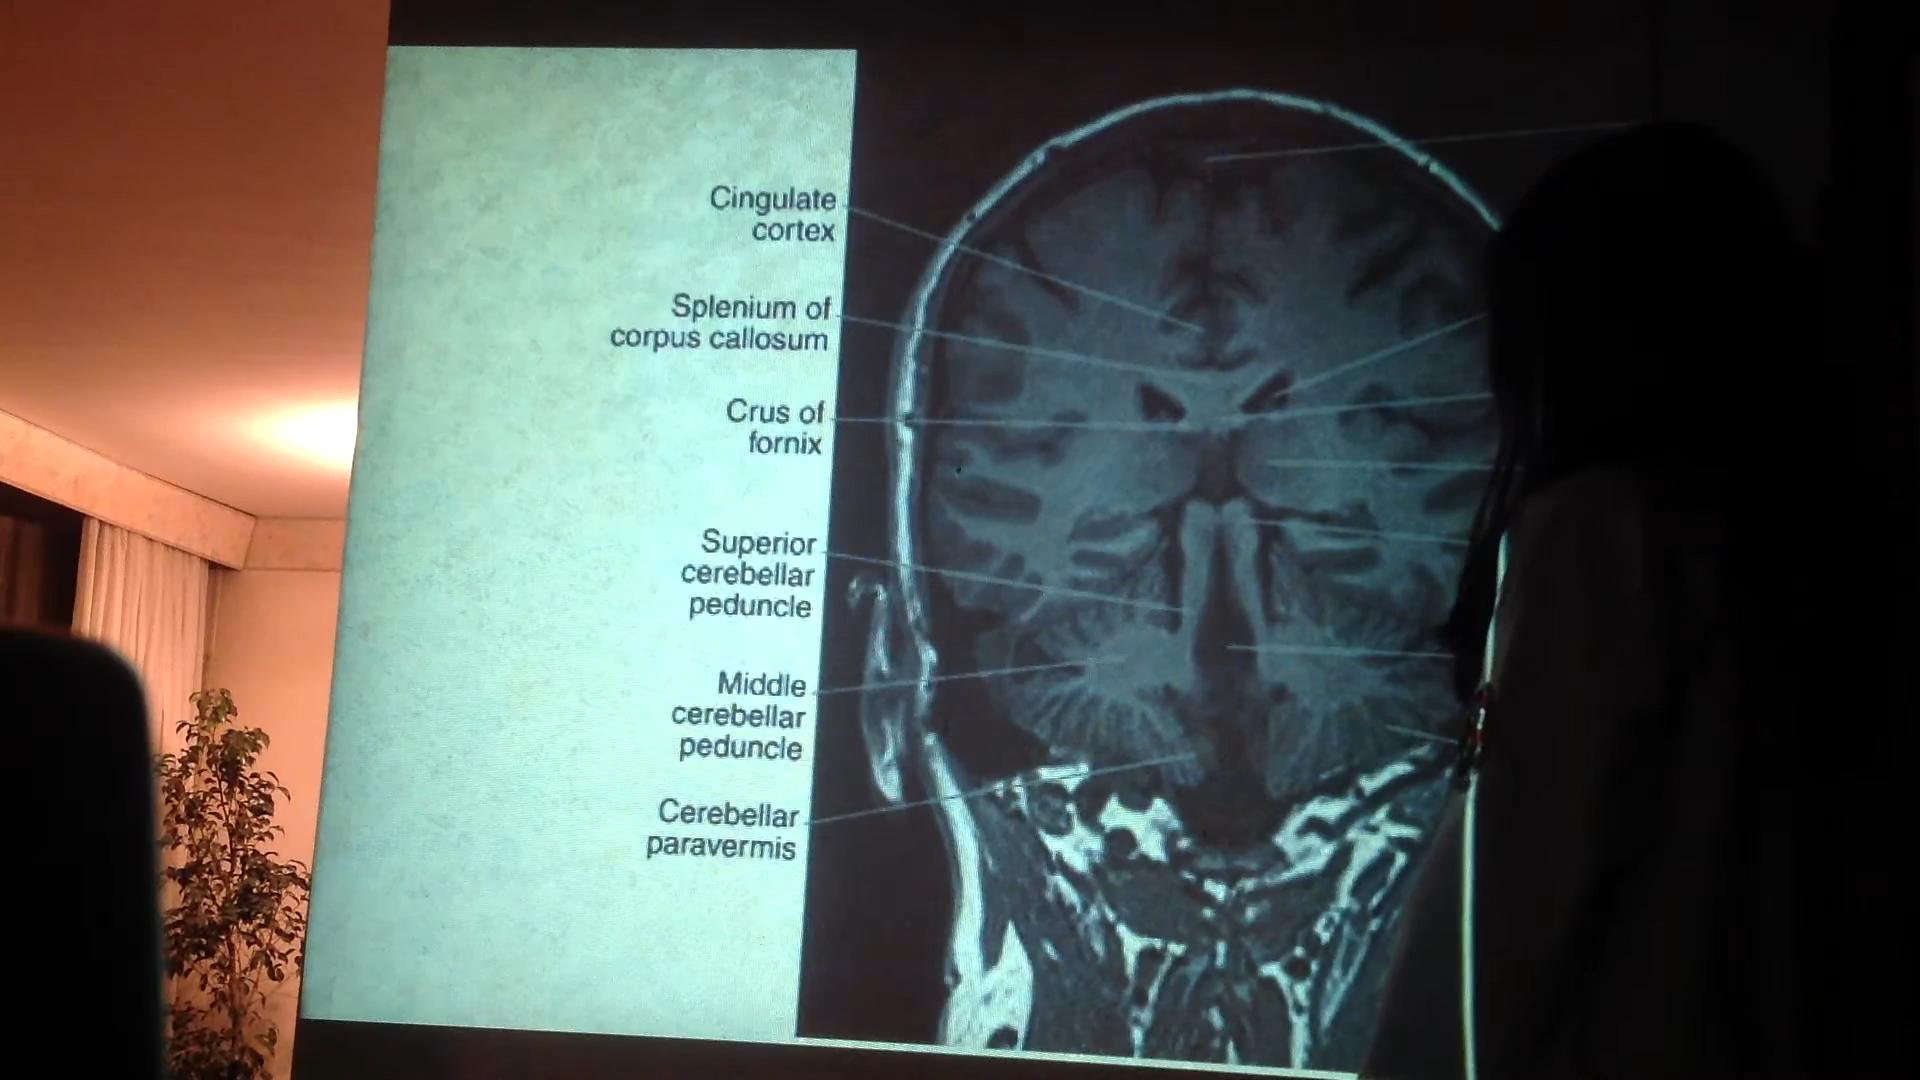 Cingulate
cortex
Splenium of
corpus callosum
Crus of
fornix
Superior
cerebellar
peduncle
Middle
cerebellar
peduncle
Cerebellar
paravermis